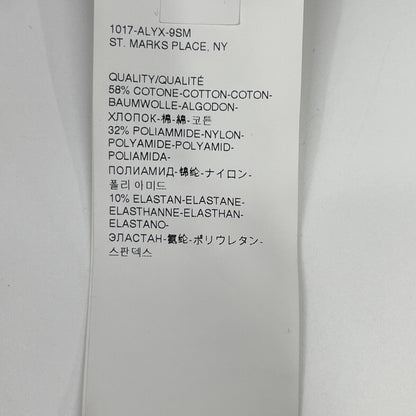 1017-ALYX-9SM
ST. MARKS PLACE, NY
QUALITY/QUALITÉ
58% COTONE-COTTON-COTON-
BAUMWOLLE-ALGODON-
ХЛОПОК-棉-綿-코튼
32% POLIAMMIDE-NYLON-
POLYAMIDE-POLYAMID-
POLIAMIDA-
ПОЛИАМИД-锦纶-ナイロン-
폴리 아미드
10% ELASTAN-ELASTANE-
ELASTHANNE-ELASTHAN-
ELASTANO-
ЭЛАСТАН-氨纶-ポリウレタン-
스판덱스